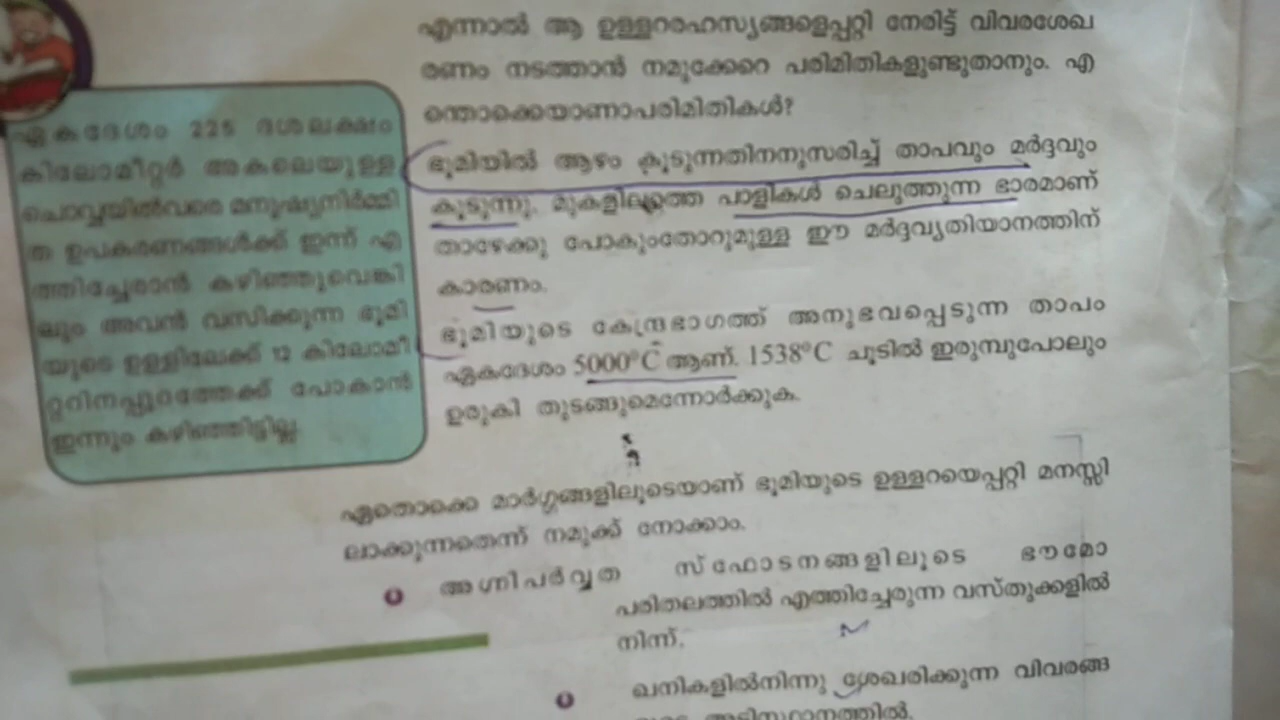 എന്നാൽ ആ ഉള്ളറരഹസ്യങ്ങളെപ്പറ്റി നേരിട്ട് വിവരശേഖ
രണം നടത്താൻ നമുക്കേറെ പരിമിതികളുണ്ടുതാനും. എ
ന്തൊക്കെയാണാപരിമിതികൾ?
ഭൂമിയിൽ ആഴം കൂടുന്നതിനനുസരിച്ച് താപവും മർദ്ദവും
കൂടുന്നു. മുകളിലുള്ള പാളികൾ ചെലുത്തുന്ന ഭാരമാണ്
താഴേക്കു പോകുംതോറുമുള്ള ഈ മർദ്ദവ്യതിയാനത്തിന്
കാരണം.
ഭൂമിയുടെ കേന്ദ്രഭാഗത്ത് അനുഭവപ്പെടുന്ന താപം
ഏകദേശം 5000°C ആണ്. 1538°C ചൂടിൽ ഇരുമ്പുപോലും
ഉരുകി തുടങ്ങുമെന്നോർക്കുക.
ഏകദേശം 225 ദശലക്ഷം
കിലോമീറ്റർ അകലെയുള്ള
ചൊവ്വയിൽവരെ മനുഷ്യനിർമ്മി
ത ഉപകരണങ്ങൾക്ക് ഇന്ന് എ
ത്തിച്ചേരാൻ കഴിഞ്ഞുവെങ്കി
ലും അവൻ വസിക്കുന്ന ഭൂമി
യുടെ ഉള്ളിലേക്ക് 12 കിലോമീ
റ്ററിനപ്പുറത്തേക്ക് പോകാൻ
ഇന്നും കഴിഞ്ഞിട്ടില്ല.
ഏതൊക്കെ മാർഗ്ഗങ്ങളിലൂടെയാണ് ഭൂമിയുടെ ഉള്ളറയെപ്പറ്റി മനസ്സി
ലാക്കുന്നതെന്ന് നമുക്ക് നോക്കാം.
അഗ്നിപർവ്വത സ്ഫോടനങ്ങളിലൂടെ ഭൗമോ
പരിതലത്തിൽ എത്തിച്ചേരുന്ന വസ്തുക്കളിൽ
നിന്ന്.
ഖനികളിൽനിന്നു ശേഖരിക്കുന്ന വിവരങ്ങ
അടിസ്ഥാനത്തിൽ.